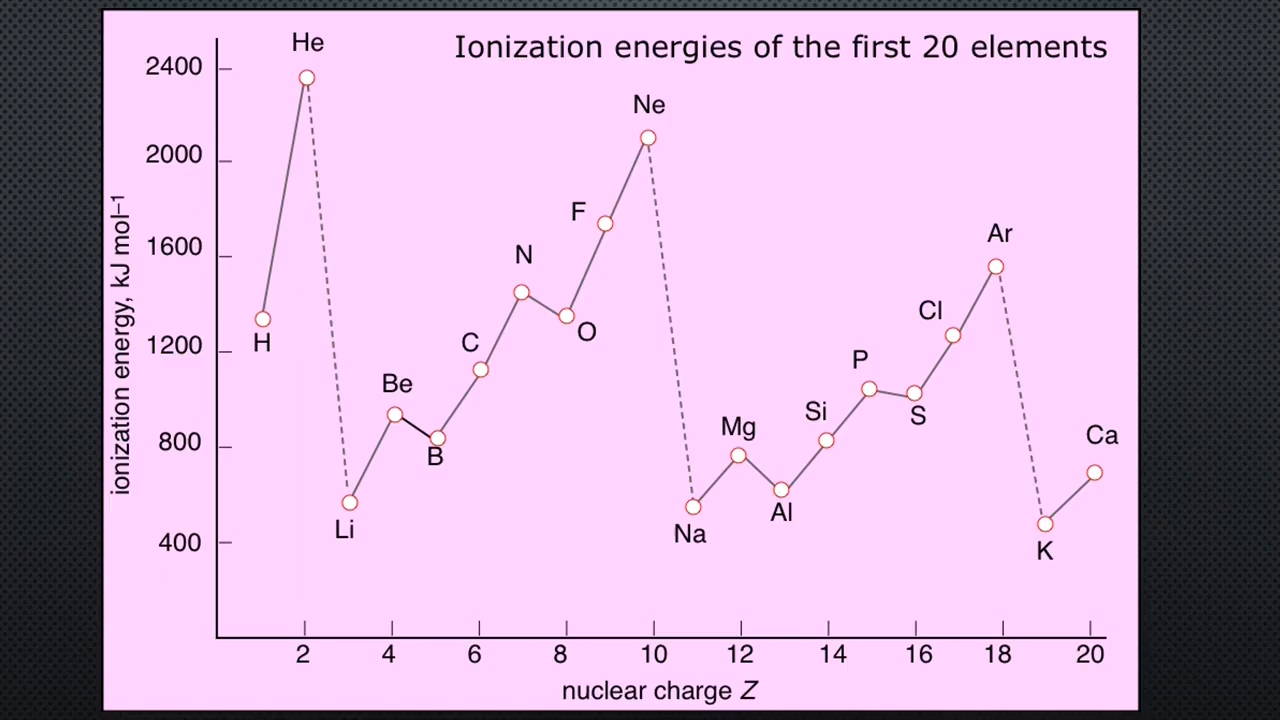 Ionization energies of the first 20 elements
ionization energy, kJ mol⁻¹
2400
2000
1600
1200
800
400
H
He
Li
Be
B
C
N
O
F
Ne
Na
Mg
Al
Si
P
S
Cl
Ar
K
Ca
2 4 6 8 10 12 14 16 18 20
nuclear charge Z